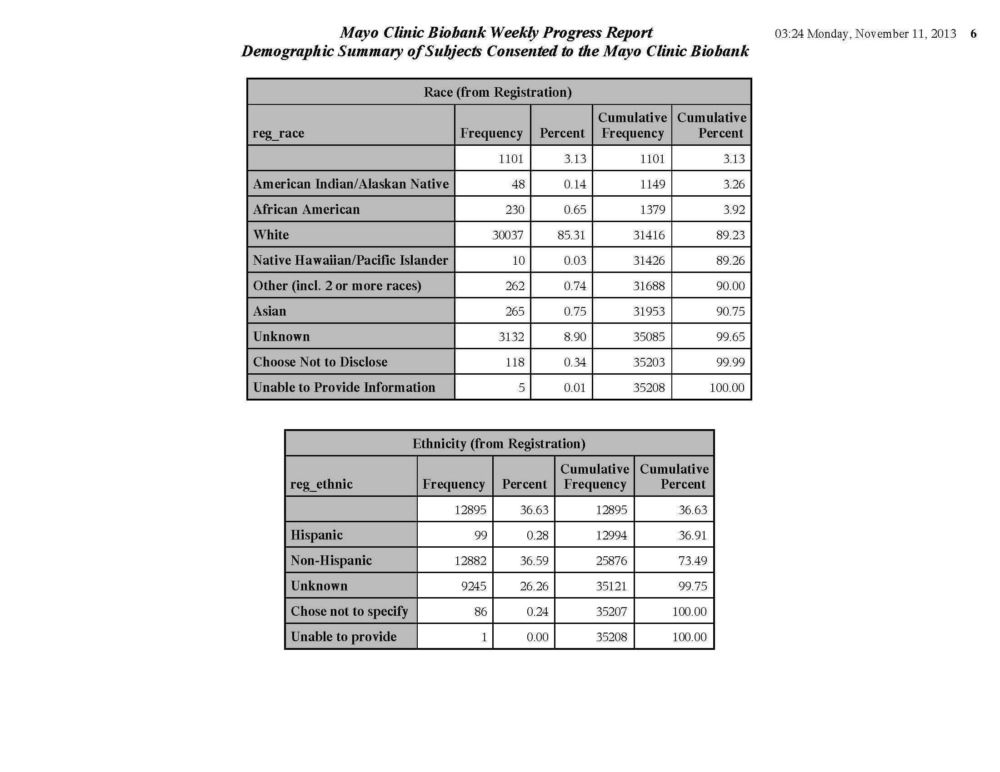 Mayo Clinic Biobank Weekly Progress Report
Demographic Summary of Subjects Consented to the Mayo Clinic Biobank
03:24 Monday, November 11, 2013 6
Race (from Registration)
reg_race Frequency Percent Cumulative Frequency Cumulative Percent
1101 3.13 1101 3.13
American Indian/Alaskan Native 48 0.14 1149 3.26
African American 230 0.65 1379 3.92
White 30037 85.31 31416 89.23
Native Hawaiian/Pacific Islander 10 0.03 31426 89.26
Other (incl. 2 or more races) 262 0.74 31688 90.00
Asian 265 0.75 31953 90.75
Unknown 3132 8.90 35085 99.65
Choose Not to Disclose 118 0.34 35203 99.99
Unable to Provide Information 5 0.01 35208 100.00
Ethnicity (from Registration)
reg_ethnic Frequency Percent Cumulative Frequency Cumulative Percent
12895 36.63 12895 36.63
Hispanic 99 0.28 12994 36.91
Non-Hispanic 12882 36.59 25876 73.49
Unknown 9245 26.26 35121 99.75
Chose not to specify 86 0.24 35207 100.00
Unable to provide 1 0.00 35208 100.00